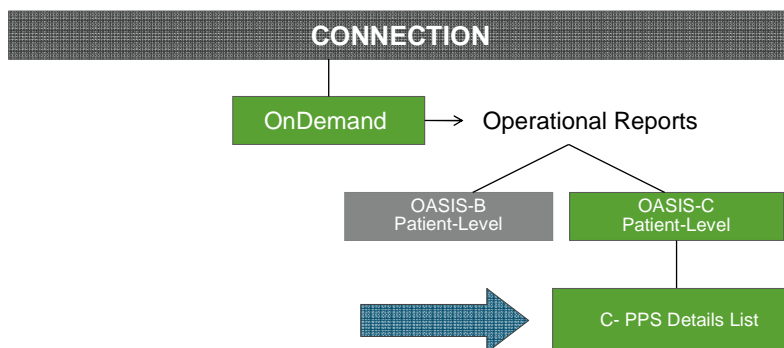 CONNECTION
OnDemand
Operational Reports
OASIS-B
Patient-Level
OASIS-C
Patient-Level
C- PPS Details List